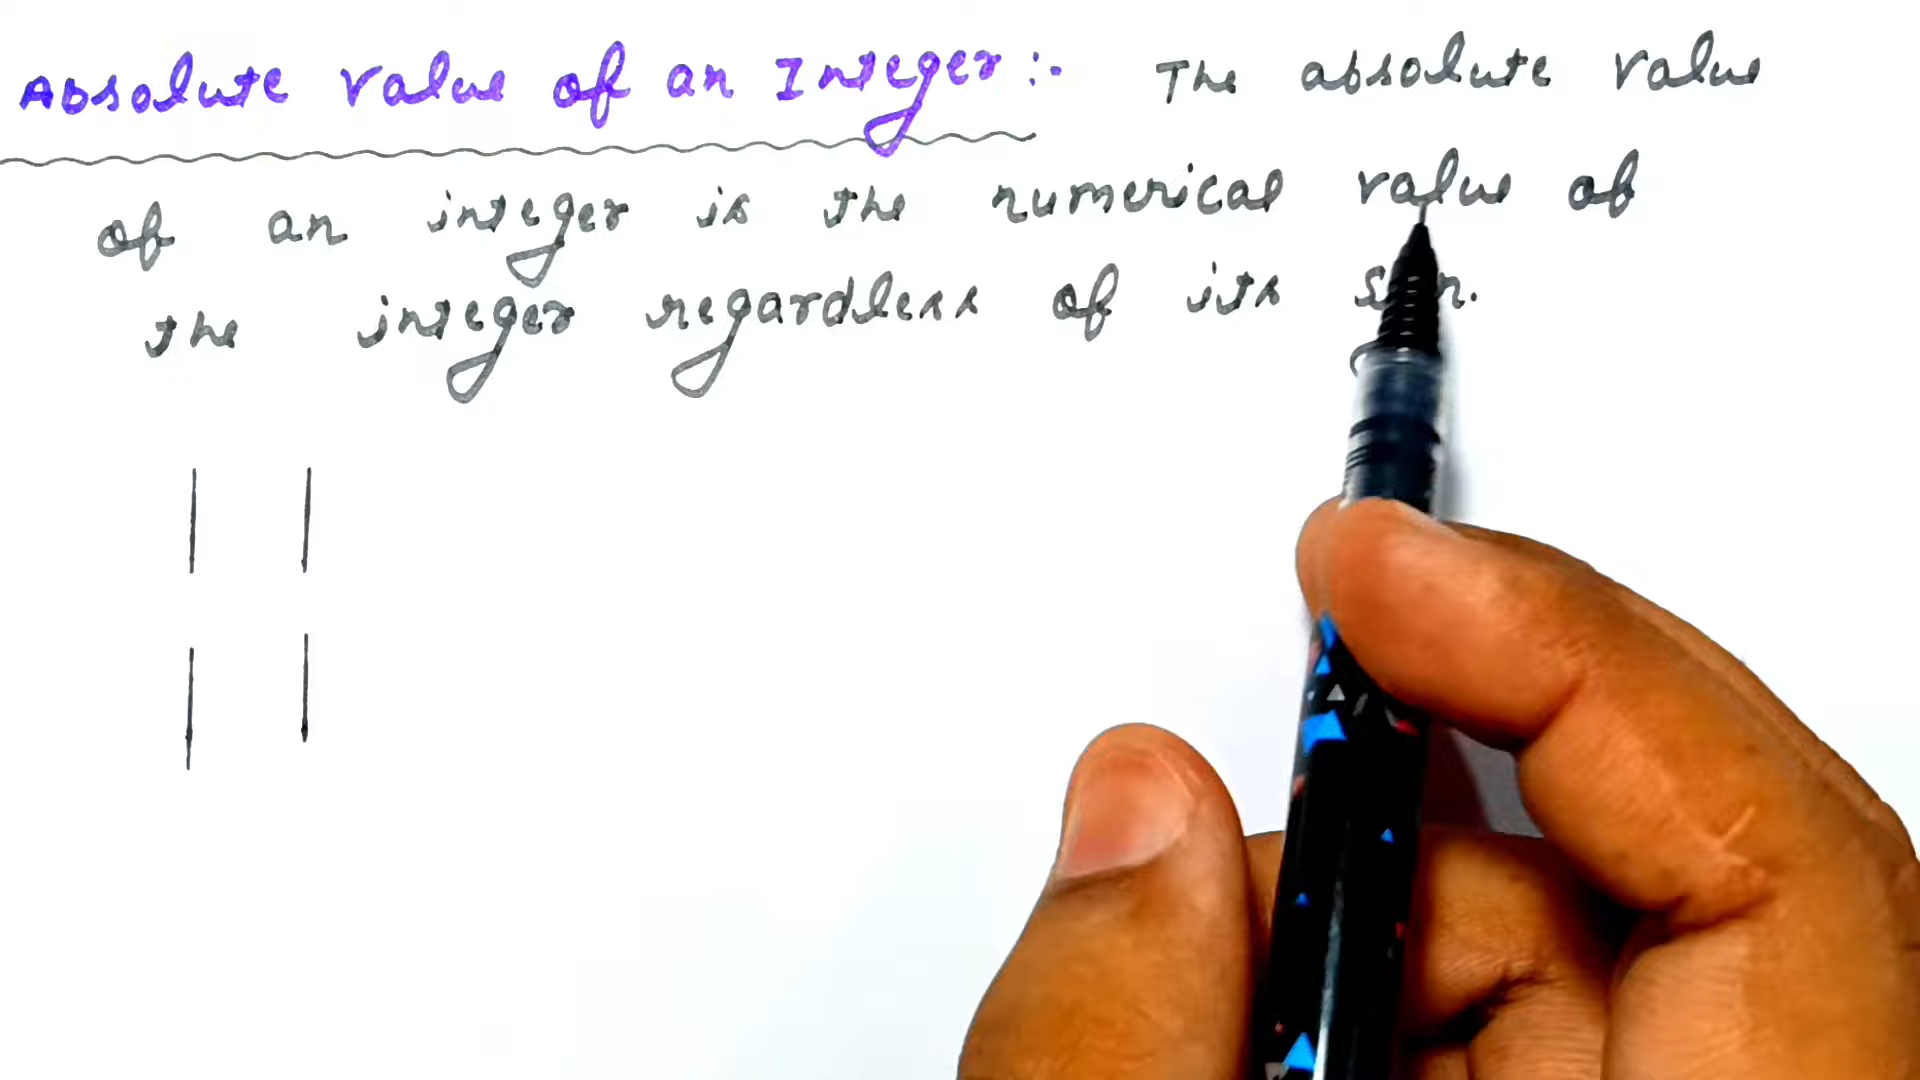 Absolute value of an Integer :- The absolute value
of an integer is the numerical value of
the integer regardless of its
| |
| |